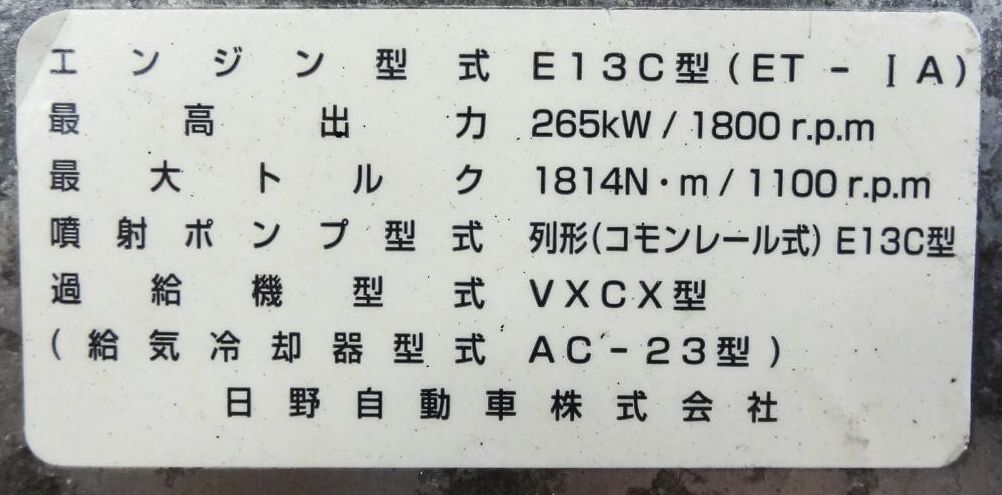 エンジン型式 E13C型(ET-ⅠA)
最高出力 265kW/1800 r.p.m
最大トルク 1814N・m/1100 r.p.m
噴射ポンプ型式 列形(コモンレール式) E13C型
過給機型式 VXCX型
(給気冷却器型式 AC-23型)
日野自動車株式会社